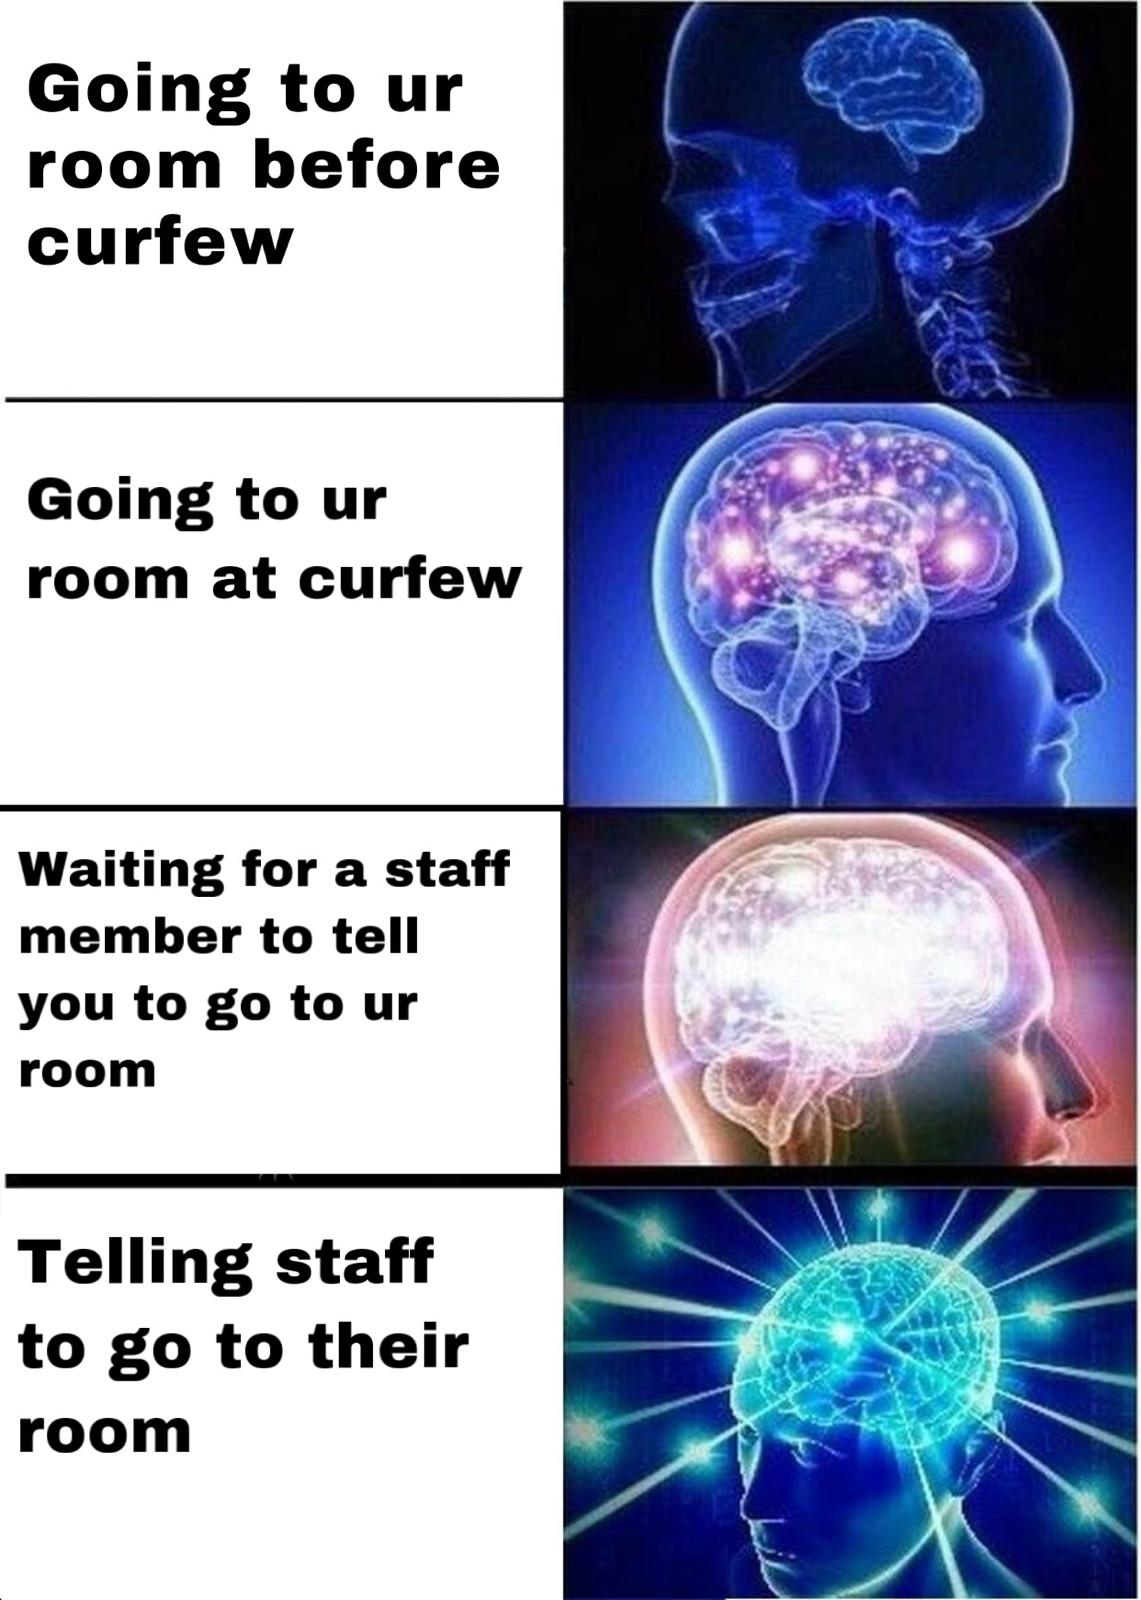 Going to ur
room before
curfew
Going to ur
room at curfew
Waiting for a staff
member to tell
you to go to ur
room
Telling staff
to go to their
room